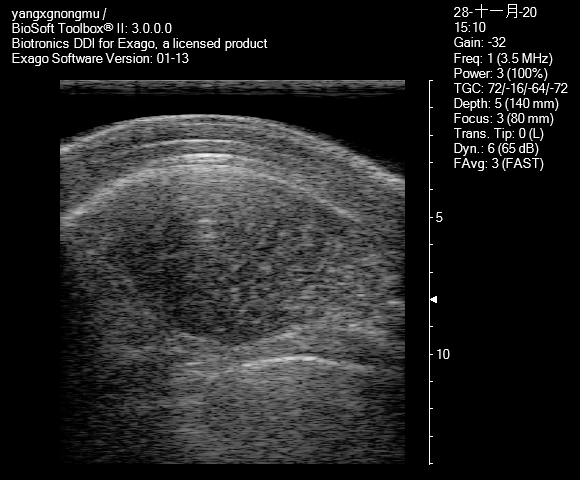 yangxgnongmu /
BioSoft Toolbox® II: 3.0.0.0
Biotronics DDI for Exago, a licensed product
Exago Software Version: 01-13
28-十一月-20
15:10
Gain: -32
Freq: 1 (3.5 MHz)
Power: 3 (100%)
TGC: 72/-16/-64/-72
Depth: 5 (140 mm)
Focus: 3 (80 mm)
Trans. Tip: 0 (L)
Dyn.: 6 (65 dB)
FAvg: 3 (FAST)
5
10